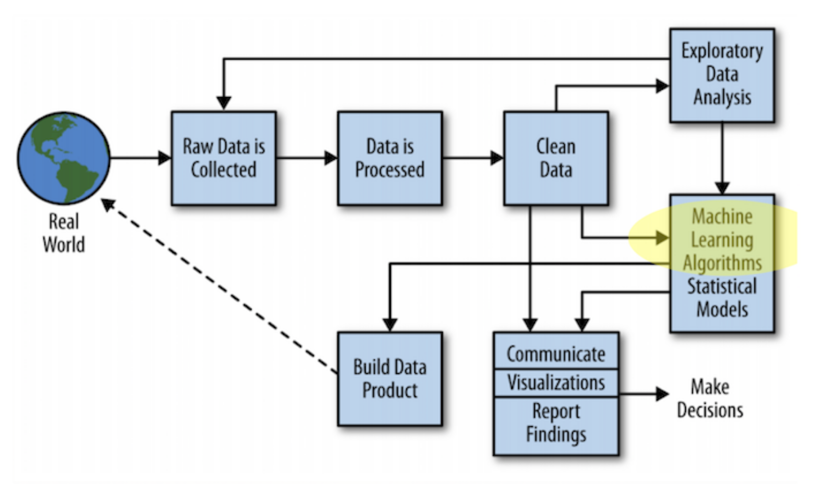 Exploratory
Data
Analysis
Raw Data is
Collected
Data is
Processed
Clean
Data
Real
World
Machine
Learning
Algorithms
Statistical
Models
Build Data
Product
Communicate
Visualizations
Report
Findings
Make
Decisions